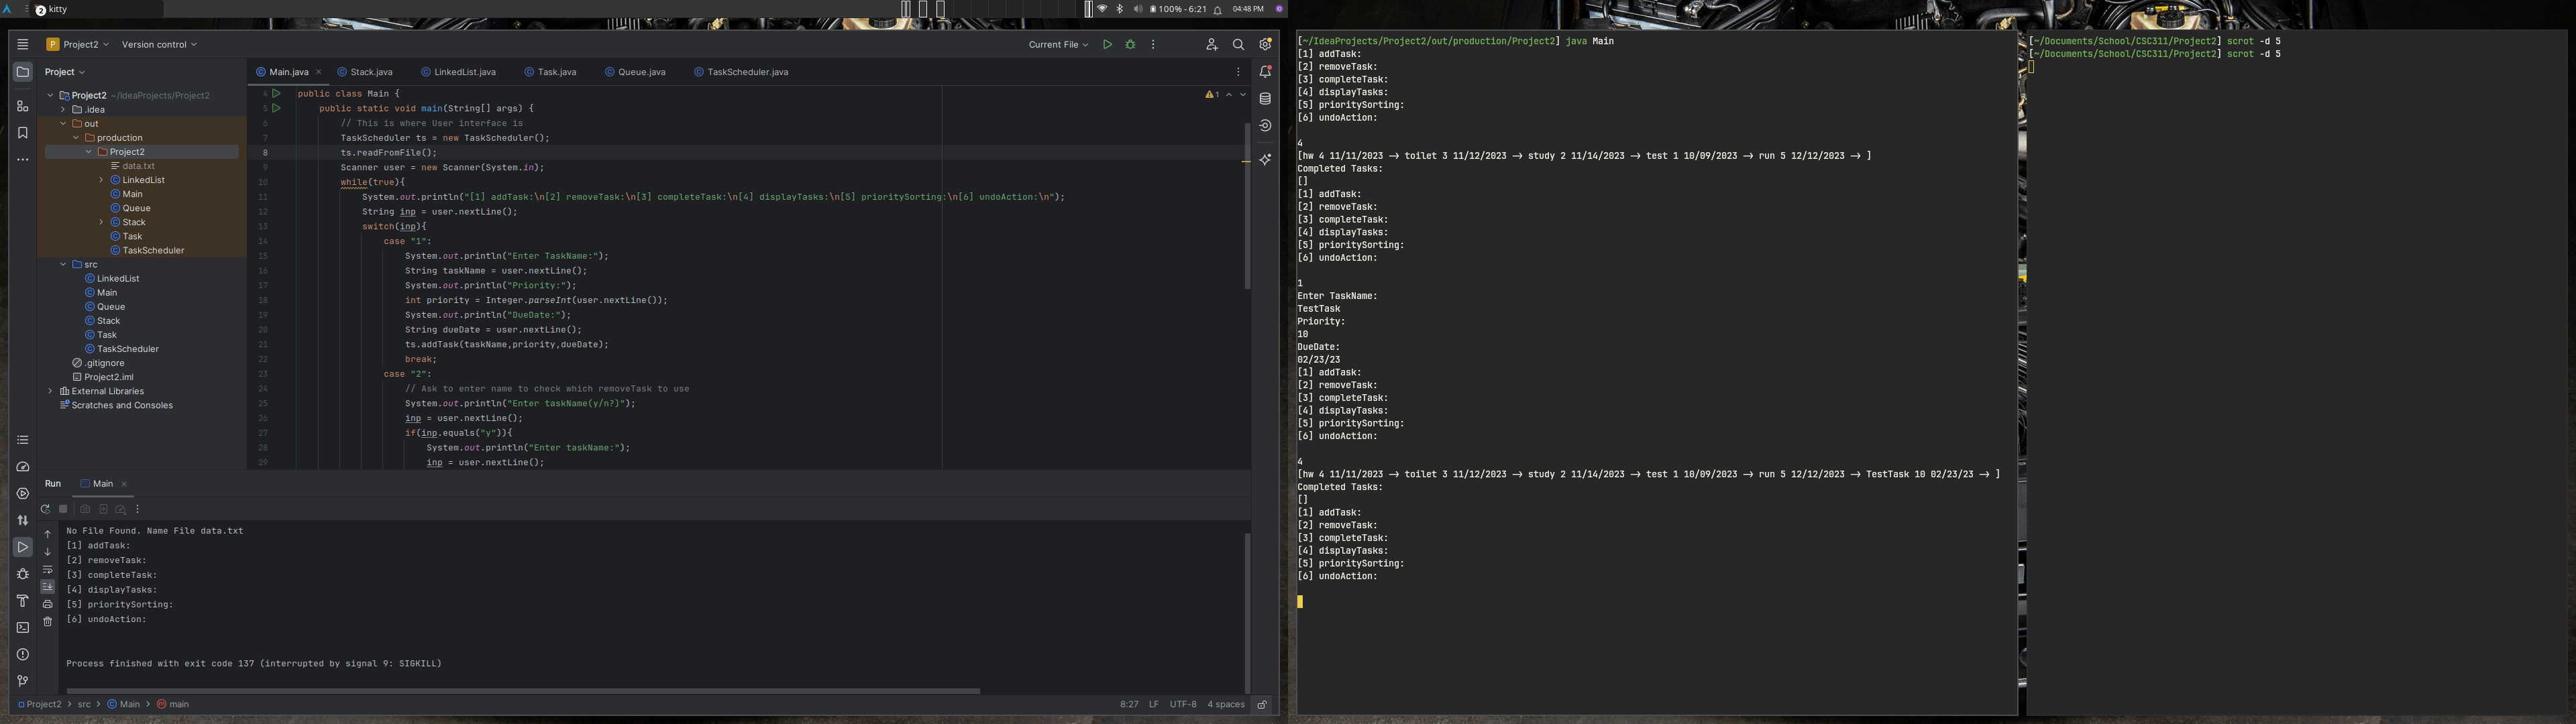 2 kitty
100% - 6:21
04:48 PM
P Project2
Version control
Current File
Project
Main.java
Stack.java
LinkedList.java
Task.java
Queue.java
TaskScheduler.java
Project2 ~/IdeaProjects/Project2
.idea
out
production
Project2
data.txt
LinkedList
Main
Queue
Stack
Task
TaskScheduler
src
LinkedList
Main
Queue
Stack
Task
TaskScheduler
.gitignore
Project2.iml
External Libraries
Scratches and Consoles
1
4 public class Main {
5 public static void main(String[] args) {
6 // This is where User interface is
7 TaskScheduler ts = new TaskScheduler();
8 ts.readFromFile();
9 Scanner user = new Scanner(System.in);
10 while(true){
11 System.out.println("[1] addTask:\n[2] removeTask:\n[3] completeTask:\n[4] displayTasks:\n[5] prioritySorting:\n[6] undoAction:\n");
12 String inp = user.nextLine();
13 switch(inp){
14 case "1":
15 System.out.println("Enter TaskName:");
16 String taskName = user.nextLine();
17 System.out.println("Priority:");
18 int priority = Integer.parseInt(user.nextLine());
19 System.out.println("DueDate:");
20 String dueDate = user.nextLine();
21 ts.addTask(taskName,priority,dueDate);
22 break;
23 case "2":
24 // Ask to enter name to check which removeTask to use
25 System.out.println("Enter taskName(y/n?)");
26 inp = user.nextLine();
27 if(inp.equals("y")){
28 System.out.println("Enter taskName:");
29 inp = user.nextLine();
Run
Main
No File Found. Name File data.txt
[1] addTask:
[2] removeTask:
[3] completeTask:
[4] displayTasks:
[5] prioritySorting:
[6] undoAction:
Process finished with exit code 137 (interrupted by signal 9: SIGKILL)
Project2 > src > Main > main
8:27
LF
UTF-8
4 spaces
[~/IdeaProjects/Project2/out/production/Project2] java Main
[1] addTask:
[2] removeTask:
[3] completeTask:
[4] displayTasks:
[5] prioritySorting:
[6] undoAction:
4
[hw 4 11/11/2023 -> toilet 3 11/12/2023 -> study 2 11/14/2023 -> test 1 10/09/2023 -> run 5 12/12/2023 -> ]
Completed Tasks:
[]
[1] addTask:
[2] removeTask:
[3] completeTask:
[4] displayTasks:
[5] prioritySorting:
[6] undoAction:
1
Enter TaskName:
TestTask
Priority:
10
DueDate:
02/23/23
[1] addTask:
[2] removeTask:
[3] completeTask:
[4] displayTasks:
[5] prioritySorting:
[6] undoAction:
4
[hw 4 11/11/2023 -> toilet 3 11/12/2023 -> study 2 11/14/2023 -> test 1 10/09/2023 -> run 5 12/12/2023 -> TestTask 10 02/23/23 -> ]
Completed Tasks:
[]
[1] addTask:
[2] removeTask:
[3] completeTask:
[4] displayTasks:
[5] prioritySorting:
[6] undoAction:
[~/Documents/School/CSC311/Project2] scrot -d 5
[~/Documents/School/CSC311/Project2] scrot -d 5